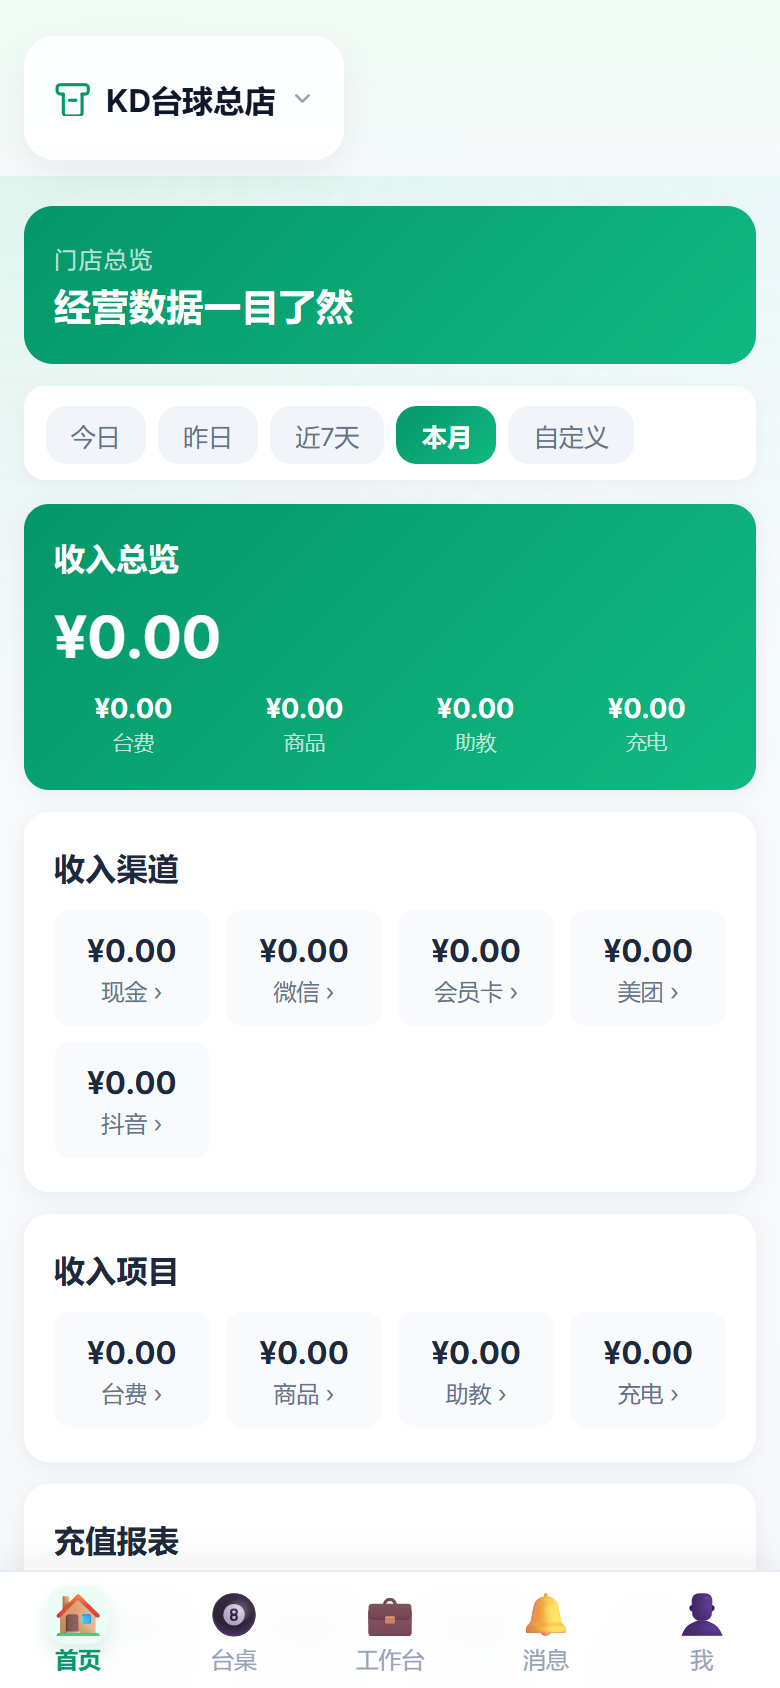 KD台球总店
门店总览
经营数据一目了然
今日 昨日 近7天 本月 自定义
收入总览
¥0.00
¥0.00 ¥0.00 ¥0.00 ¥0.00
台费 商品 助教 充电
收入渠道
¥0.00 ¥0.00 ¥0.00 ¥0.00
现金 › 微信 › 会员卡 › 美团 ›
¥0.00
抖音 ›
收入项目
¥0.00 ¥0.00 ¥0.00 ¥0.00
台费 › 商品 › 助教 › 充电 ›
充值报表
8
首页 台桌 工作台 消息 我